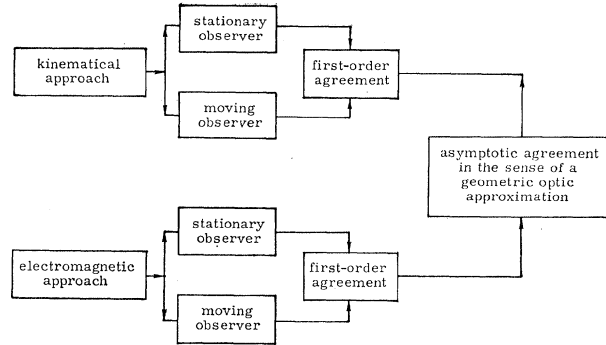 stationary
observer
kinematical
approach
first-order
agreement
moving
observer
asymptotic agreement
in the sense of a
geometric optic
approximation
stationary
observer
electromagnetic
approach
first-order
agreement
moving
observer